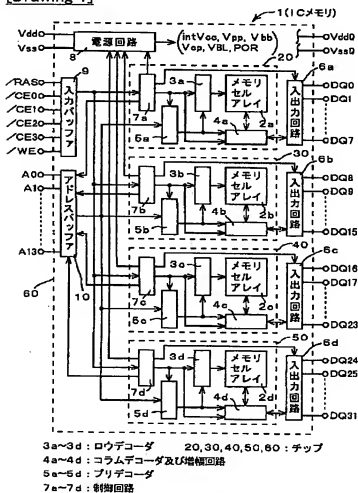 [Drawing 1]
1(ICメモリ)
Vdd
Vss
電源回路
8
(intVcc, Vpp, Vbb
Vcp, VBL, POR)
VddQ
VssQ
20
9
/RAS
/CE0
/CE1
/CE2
/CE3
/WE
入力バッファ
3a
メモリ
セル
アレイ
2a
4a
5a
7a
6a
入出力回路
DQ0
DQ1
DQ7
30
3b
メモリ
セル
アレイ
2b
4b
5b
7b
6b
入出力回路
DQ8
DQ9
DQ15
A0
A1
A13
アドレスバッファ
10
60
40
3c
メモリ
セル
アレイ
2c
4c
5c
7c
6c
入出力回路
DQ16
DQ17
DQ23
50
3d
メモリ
セル
アレイ
2d
4d
5d
7d
6d
入出力回路
DQ24
DQ25
DQ31
3a~3d:ロウデコーダ 20,30,40,50,60:チップ
4a~4d:コラムデコーダ及び増幅回路
5a~5d:プリデコーダ
7a~7d:制御回路